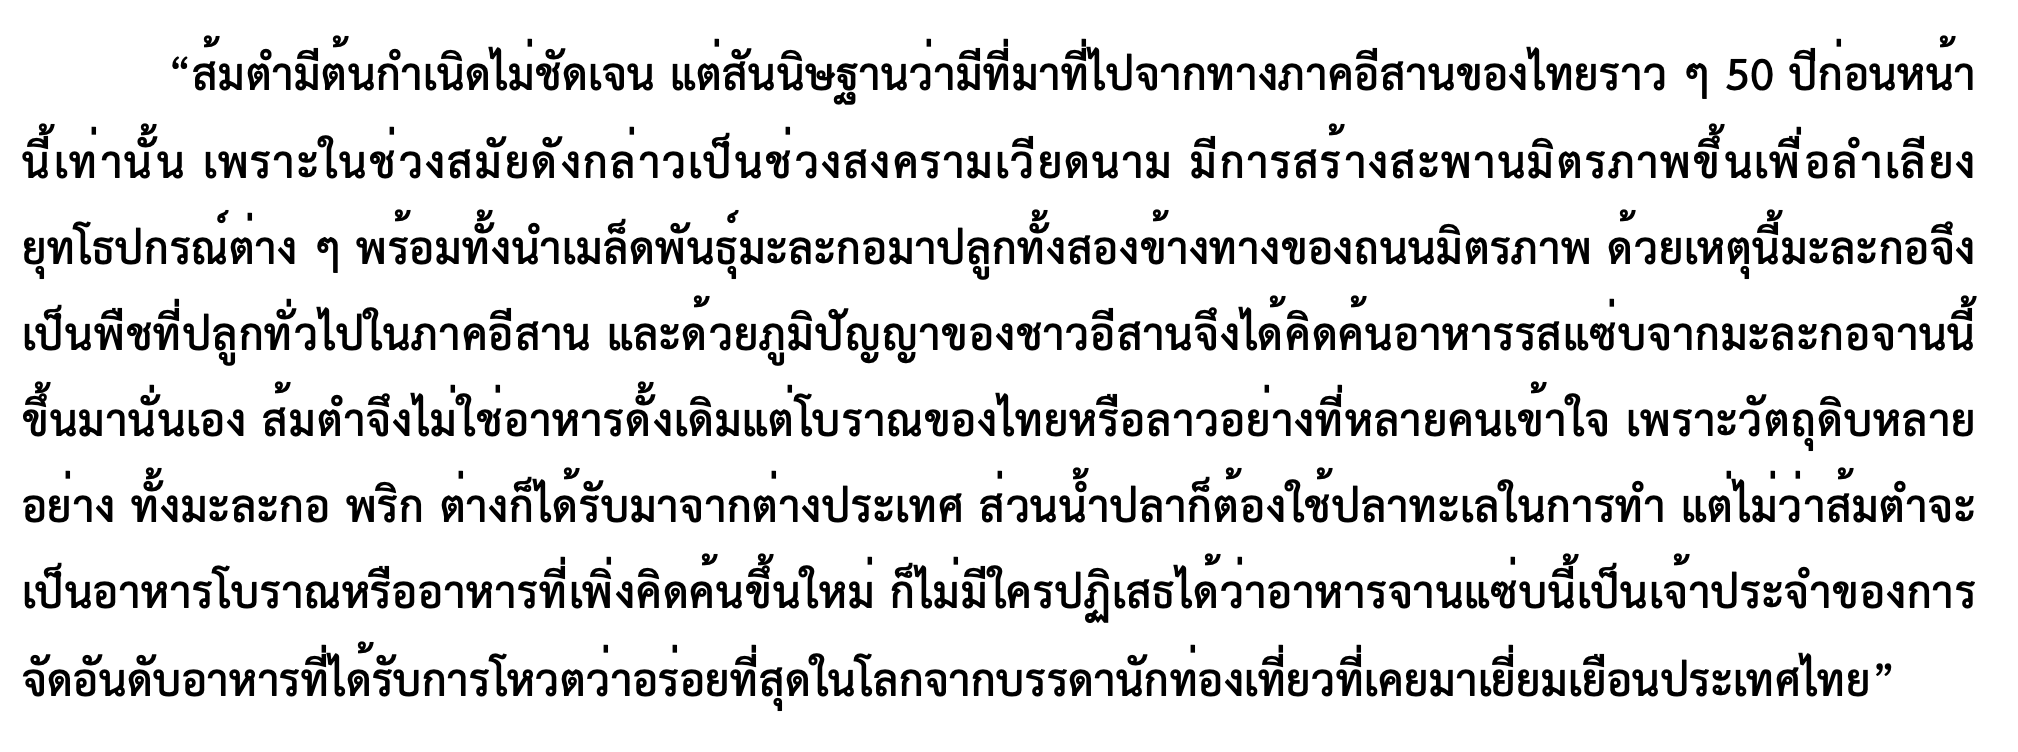 “ส้มตำมีต้นกำเนิดไม่ชัดเจน แต่สันนิษฐานว่ามีที่มาที่ไปจากทางภาคอีสานของไทยราว ๆ 50 ปีก่อนหน้า
นี้เท่านั้น เพราะในช่วงสมัยดังกล่าวเป็นช่วงสงครามเวียดนาม มีการสร้างสะพานมิตรภาพขึ้นเพื่อลำเลียง
ยุทโธปกรณ์ต่าง ๆ พร้อมทั้งนำเมล็ดพันธุ์มะละกอมาปลูกทั้งสองข้างทางของถนนมิตรภาพ ด้วยเหตุนี้มะละกอจึง
เป็นพืชที่ปลูกทั่วไปในภาคอีสาน และด้วยภูมิปัญญาของชาวอีสานจึงได้คิดค้นอาหารรสแซ่บจากมะละกอจานนี้
ขึ้นมานั่นเอง ส้มตำจึงไม่ใช่อาหารดั้งเดิมแต่โบราณของไทยหรือลาวอย่างที่หลายคนเข้าใจ เพราะวัตถุดิบหลาย
อย่าง ทั้งมะละกอ พริก ต่างก็ได้รับมาจากต่างประเทศ ส่วนน้ำปลาก็ต้องใช้ปลาทะเลในการทำ แต่ไม่ว่าส้มตำจะ
เป็นอาหารโบราณหรืออาหารที่เพิ่งคิดค้นขึ้นใหม่ ก็ไม่มีใครปฏิเสธได้ว่าอาหารจานแซ่บนี้เป็นเจ้าประจำของการ
จัดอันดับอาหารที่ได้รับการโหวตว่าอร่อยที่สุดในโลกจากบรรดานักท่องเที่ยวที่เคยมาเยี่ยมเยือนประเทศไทย”